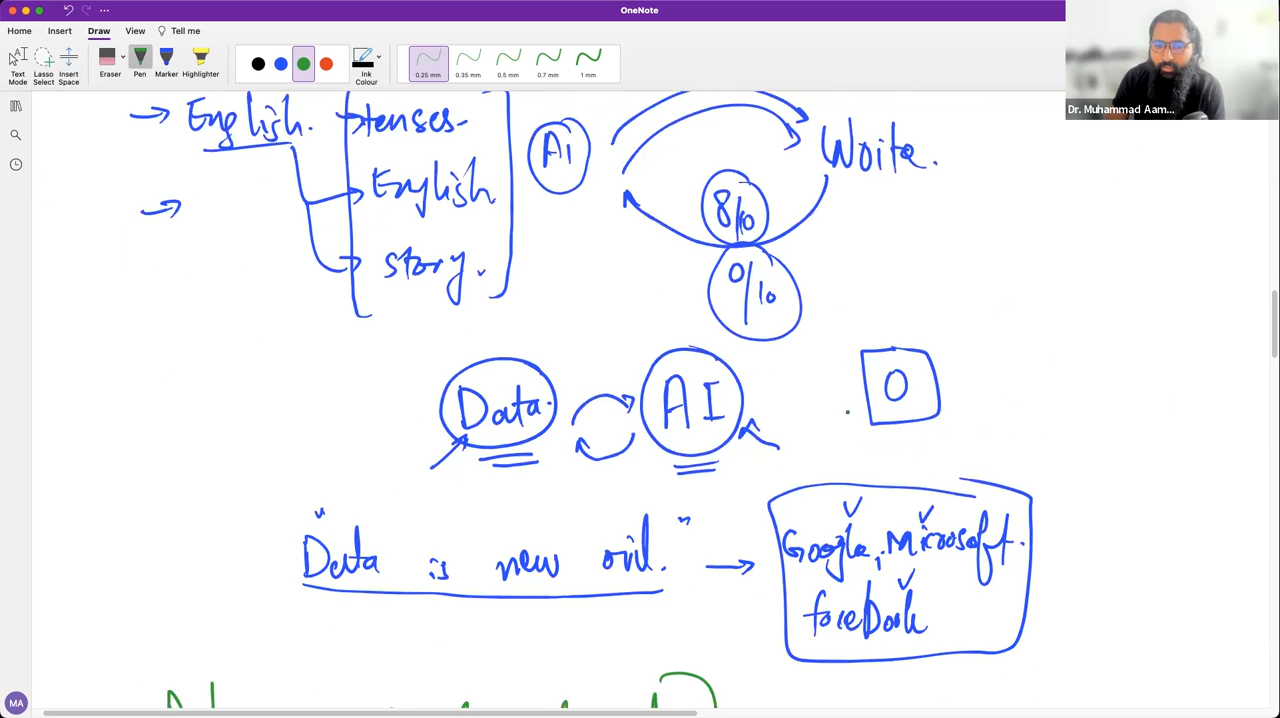 OneNote
Home Insert Draw View Tell me
Text Mode
Lasso Select
Insert Space
Eraser
Pen
Marker
Highlighter
Ink Colour
0.25 mm
0.35 mm
0.5 mm
0.7 mm
1 mm
Dr. Muhammad Aam...
English. tenses-
AI
Write.
English
8/10
story.
0/10
Data. AI
0
"Data is new oil."
Google, Microsoft.
facebook
MA